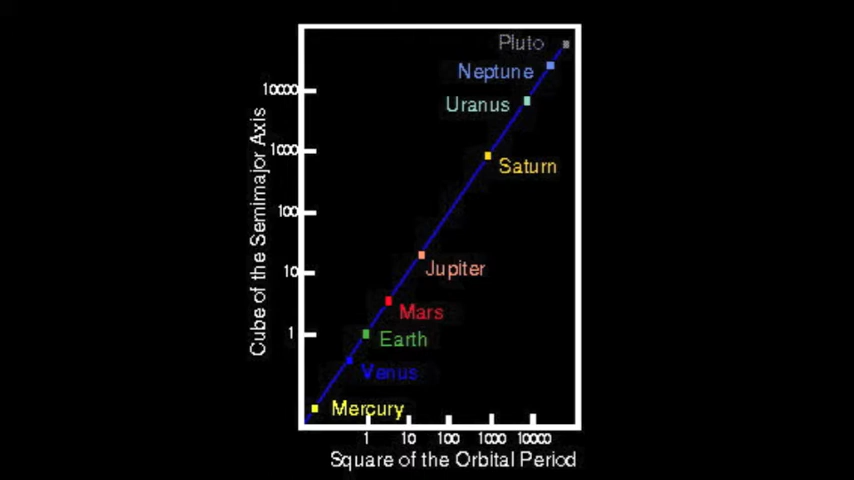 Pluto
Neptune
10000
Uranus
1000
Saturn
100
Jupiter
10
Mars
1
Earth
Venus
Mercury
Cube of the Semimajor Axis
1 10 100 1000 10000
Square of the Orbital Period